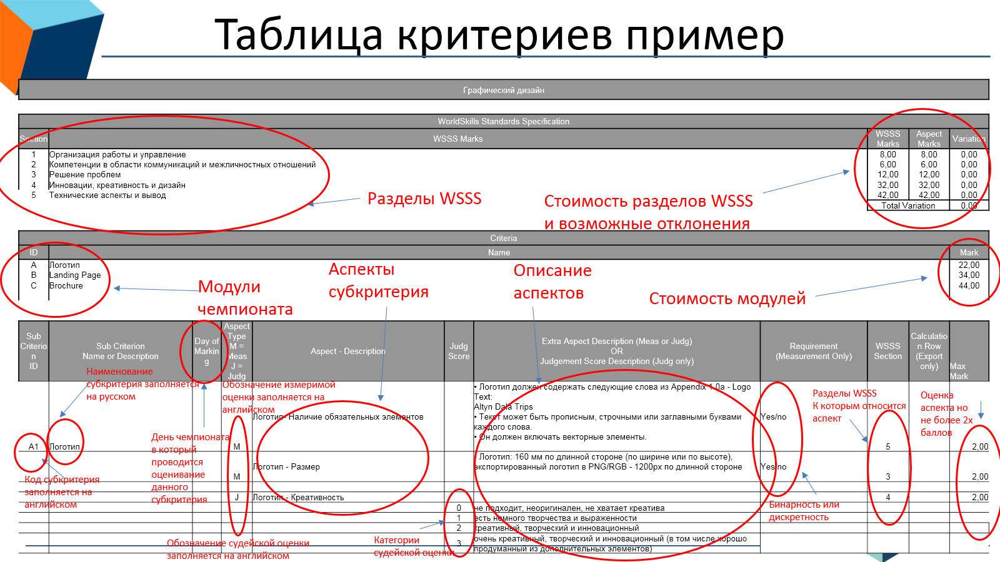 Таблица критериев пример
Графический дизайн
WorldSkills Standards Specification
Section
WSSS Marks
WSSS
Marks
Aspect
Marks
Variation
1 Организация работы и управление 8,00 8,00 0,00
2 Компетенции в области коммуникаций и межличностных отношений 6,00 6,00 0,00
3 Решение проблем 12,00 12,00 0,00
4 Инновации, креативность и дизайн 32,00 32,00 0,00
5 Технические аспекты и вывод 42,00 42,00 0,00
Total Variation 0,00
Разделы WSSS
Стоимость разделов WSSS
и возможные отклонения
Criteria
ID Name Mark
A Логотип 22,00
B Landing Page 34,00
C Brochure 44,00
Модули
чемпионата
Аспекты
субкритерия
Описание
аспектов
Стоимость модулей
Sub
Criterio
n
ID
Sub Criterion
Name or Description
Day of
Markin
g
Aspect
Type
M =
Meas
J =
Judg
Aspect - Description
Judg
Score
Extra Aspect Description (Meas or Judg)
OR
Judgement Score Description (Judg only)
Requirement
(Measurement Only)
WSSS
Section
Calculatio
n Row
(Export
only)
Max
Mark
Наименование
субкритерия заполняется
на русском
Обозначение измеримой
оценки заполняется на
английском
Разделы WSSS
К которым относится
аспект
Оценка
аспекта но
не более 2х
баллов
A1 Логотип
M
Логотип- Наличие обязательных элементов
• Логотип должен содержать следующие слова из Appendix 1.0a - Logo
Text:
Altyn Dala Trips
• Текст может быть прописным, строчными или заглавными буквами
каждого слова.
• Он должен включать векторные элементы.
Yes/no
5
2,00
M
Логотип - Размер
Логотип: 160 мм по длинной стороне (по ширине или по высоте),
экспортированный логотип в PNG/RGB - 1200px по длинной стороне
Yes/no
3
2,00
J
Логотип - Креативность
4
2,00
0 не подходит, неоригинален, не хватает креатива
1 есть немного творчества и выраженности
2 креативный, творческий и инновационный
3 очень креативный, творческий и инновационный (в том числе хорошо
продуманный из дополнительных элементов)
Код субкритерия
заполняется на
английском
День чемпионата
в который
проводится
оценивание
данного
субкритерия
Бинарность или
дискретность
Обозначение судейской оценки
заполняется на английском
Категории
судейской оценки